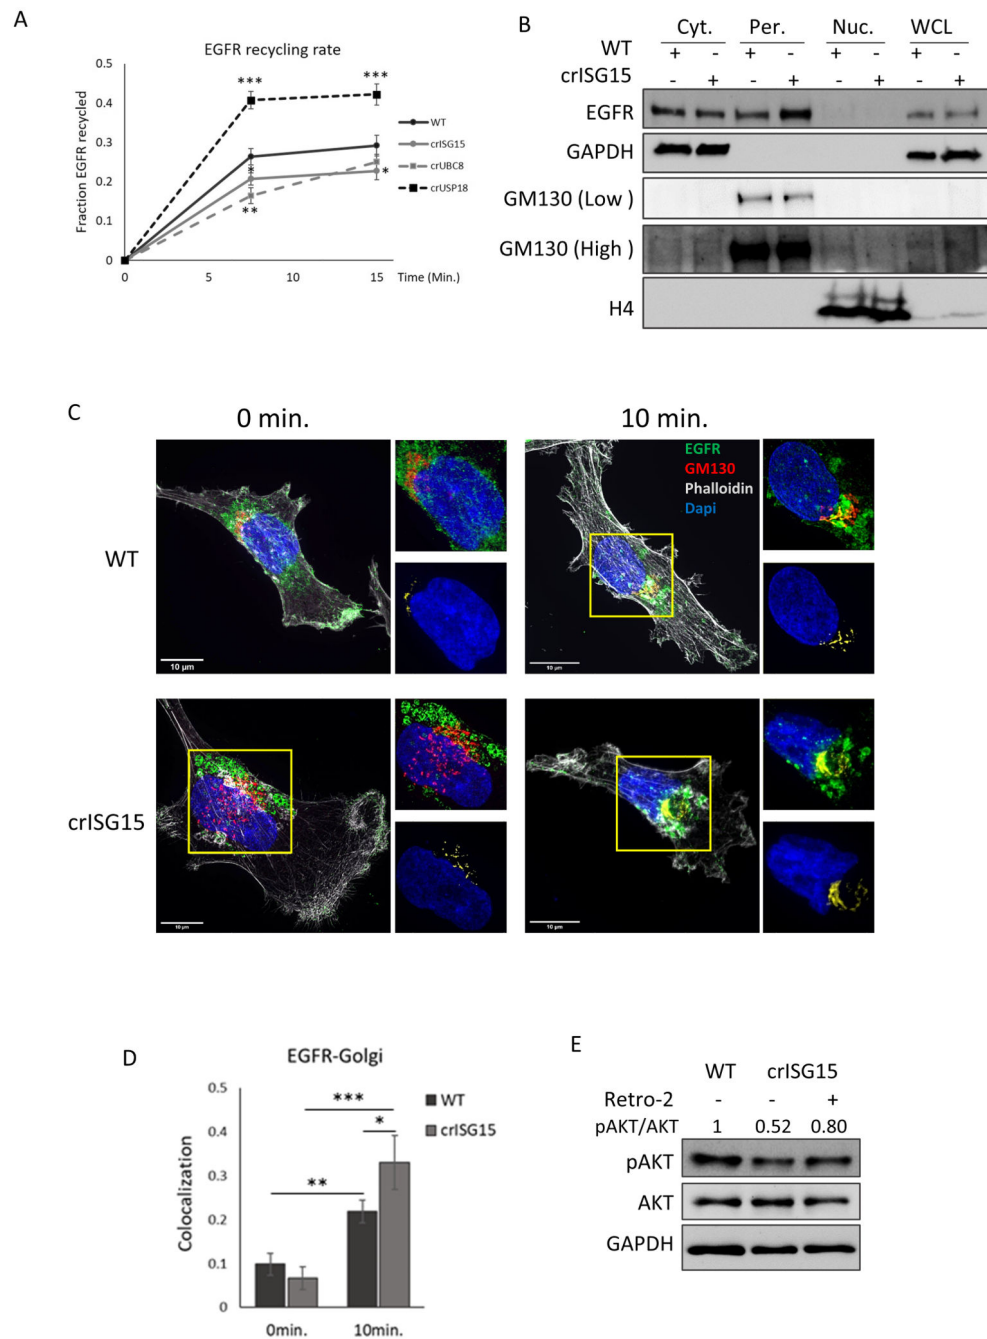 A
EGFR recycling rate
Fraction EGFR recycled
0.5
0.4
0.3
0.2
0.1
0
0 5 10 15 Time (Min.)
***
***
*
*
**
WT
crISG15
crUBC8
crUSP18
B
Cyt. Per. Nuc. WCL
WT + - + - + - + -
crISG15 - + - + - + - +
EGFR
GAPDH
GM130 (Low )
GM130 (High )
H4
C
0 min. 10 min.
EGFR
GM130
Phalloidin
Dapi
WT
10 µm
10 µm
crISG15
10 µm
10 µm
D
EGFR-Golgi
Colocalization
0.5
0.4
0.3
0.2
0.1
0
***
*
**
WT
crISG15
0min. 10min.
E
WT crISG15
Retro-2 - - +
pAKT/AKT 1 0.52 0.80
pAKT
AKT
GAPDH